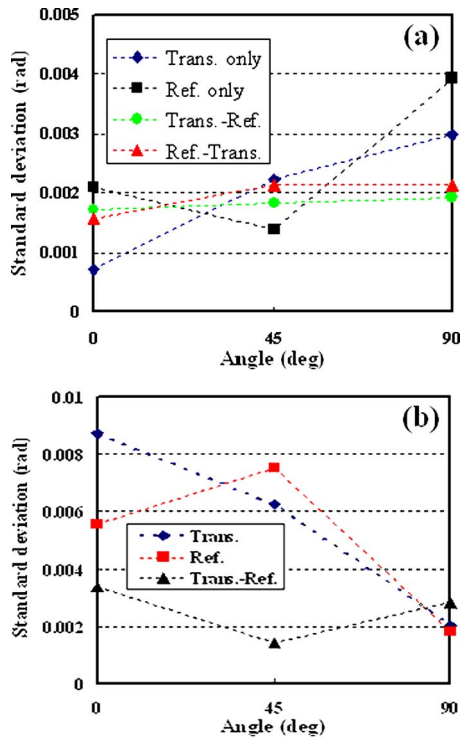 0.005
(a)
Trans. only
Ref. only
Trans.-Ref.
Ref.-Trans.
0.004
0.003
0.002
0.001
0
Standard deviation (rad)
0 45 90
Angle (deg)
0.01
(b)
0.008
0.006
0.004
0.002
0
Trans.
Ref.
Trans.-Ref.
Standard deviation (rad)
0 45 90
Angle (deg)